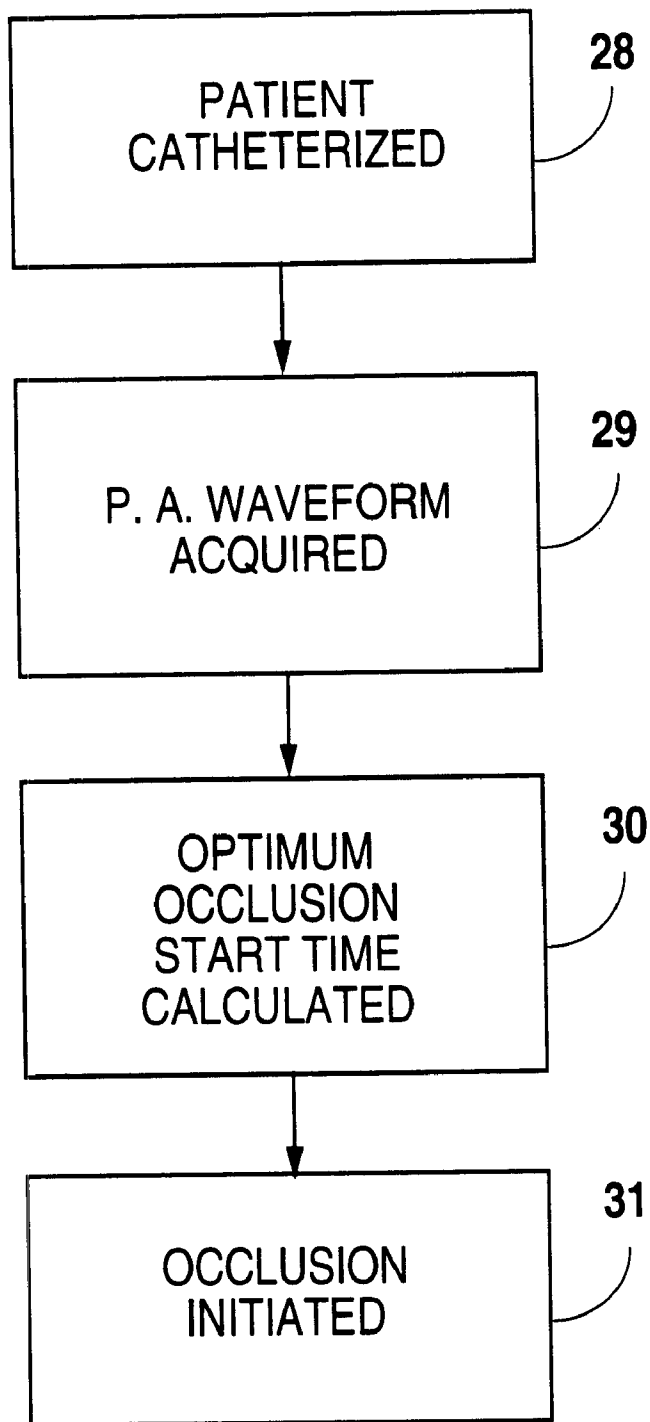 28
PATIENT
CATHETERIZED
29
P. A. WAVEFORM
ACQUIRED
30
OPTIMUM
OCCLUSION
START TIME
CALCULATED
31
OCCLUSION
INITIATED